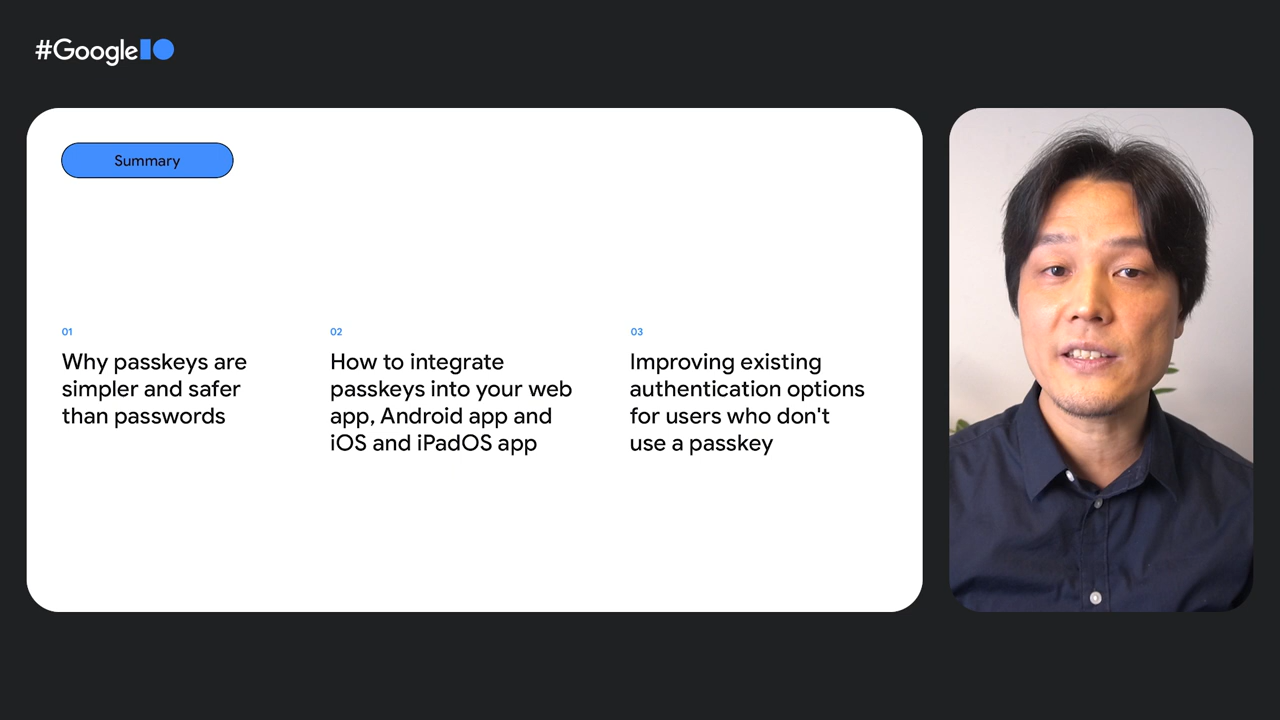 #GoogleIO
Summary
01
Why passkeys are
simpler and safer
than passwords
02
How to integrate
passkeys into your web
app, Android app and
iOS and iPadOS app
03
Improving existing
authentication options
for users who don't
use a passkey